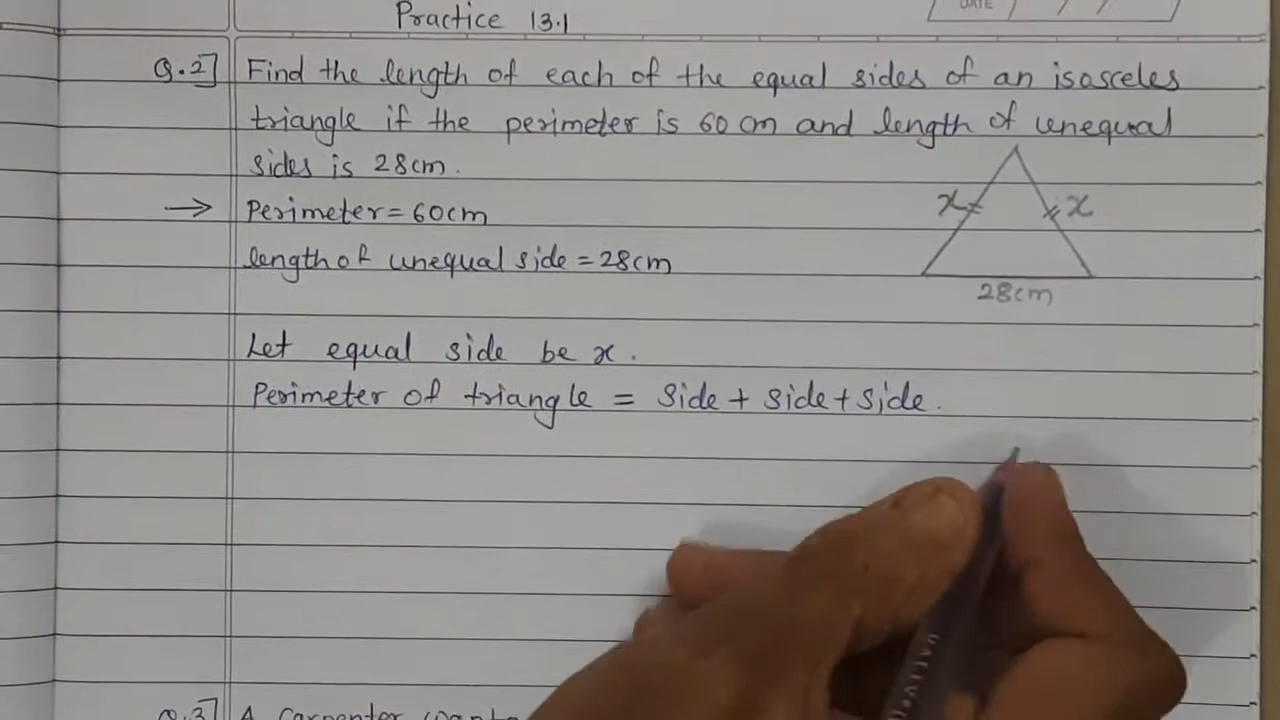 Practice 13.1
DATE / / /
Q.2] Find the length of each of the equal sides of an isosceles
triangle if the perimeter is 60 cm and length of unequal
sides is 28cm.
x x
→ Perimeter = 60cm
length of unequal side = 28cm
28cm
Let equal side be x.
Perimeter of triangle = side + side + side.
Q.3] A carpenter